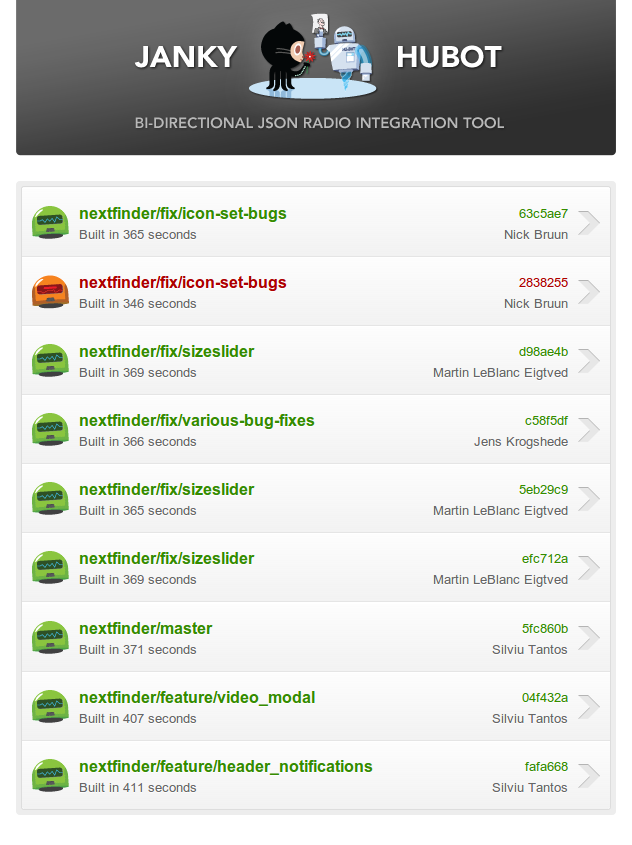 JANKY HUBOT
BI-DIRECTIONAL JSON RADIO INTEGRATION TOOL
nextfinder/fix/icon-set-bugs 63c5ae7
Built in 365 seconds Nick Bruun
nextfinder/fix/icon-set-bugs 2838255
Built in 346 seconds Nick Bruun
nextfinder/fix/sizeslider d98ae4b
Built in 369 seconds Martin LeBlanc Eigtved
nextfinder/fix/various-bug-fixes c58f5df
Built in 366 seconds Jens Krogshede
nextfinder/fix/sizeslider 5eb29c9
Built in 365 seconds Martin LeBlanc Eigtved
nextfinder/fix/sizeslider efc712a
Built in 369 seconds Martin LeBlanc Eigtved
nextfinder/master 5fc860b
Built in 371 seconds Silviu Tantos
nextfinder/feature/video_modal 04f432a
Built in 407 seconds Silviu Tantos
nextfinder/feature/header_notifications fafa668
Built in 411 seconds Silviu Tantos